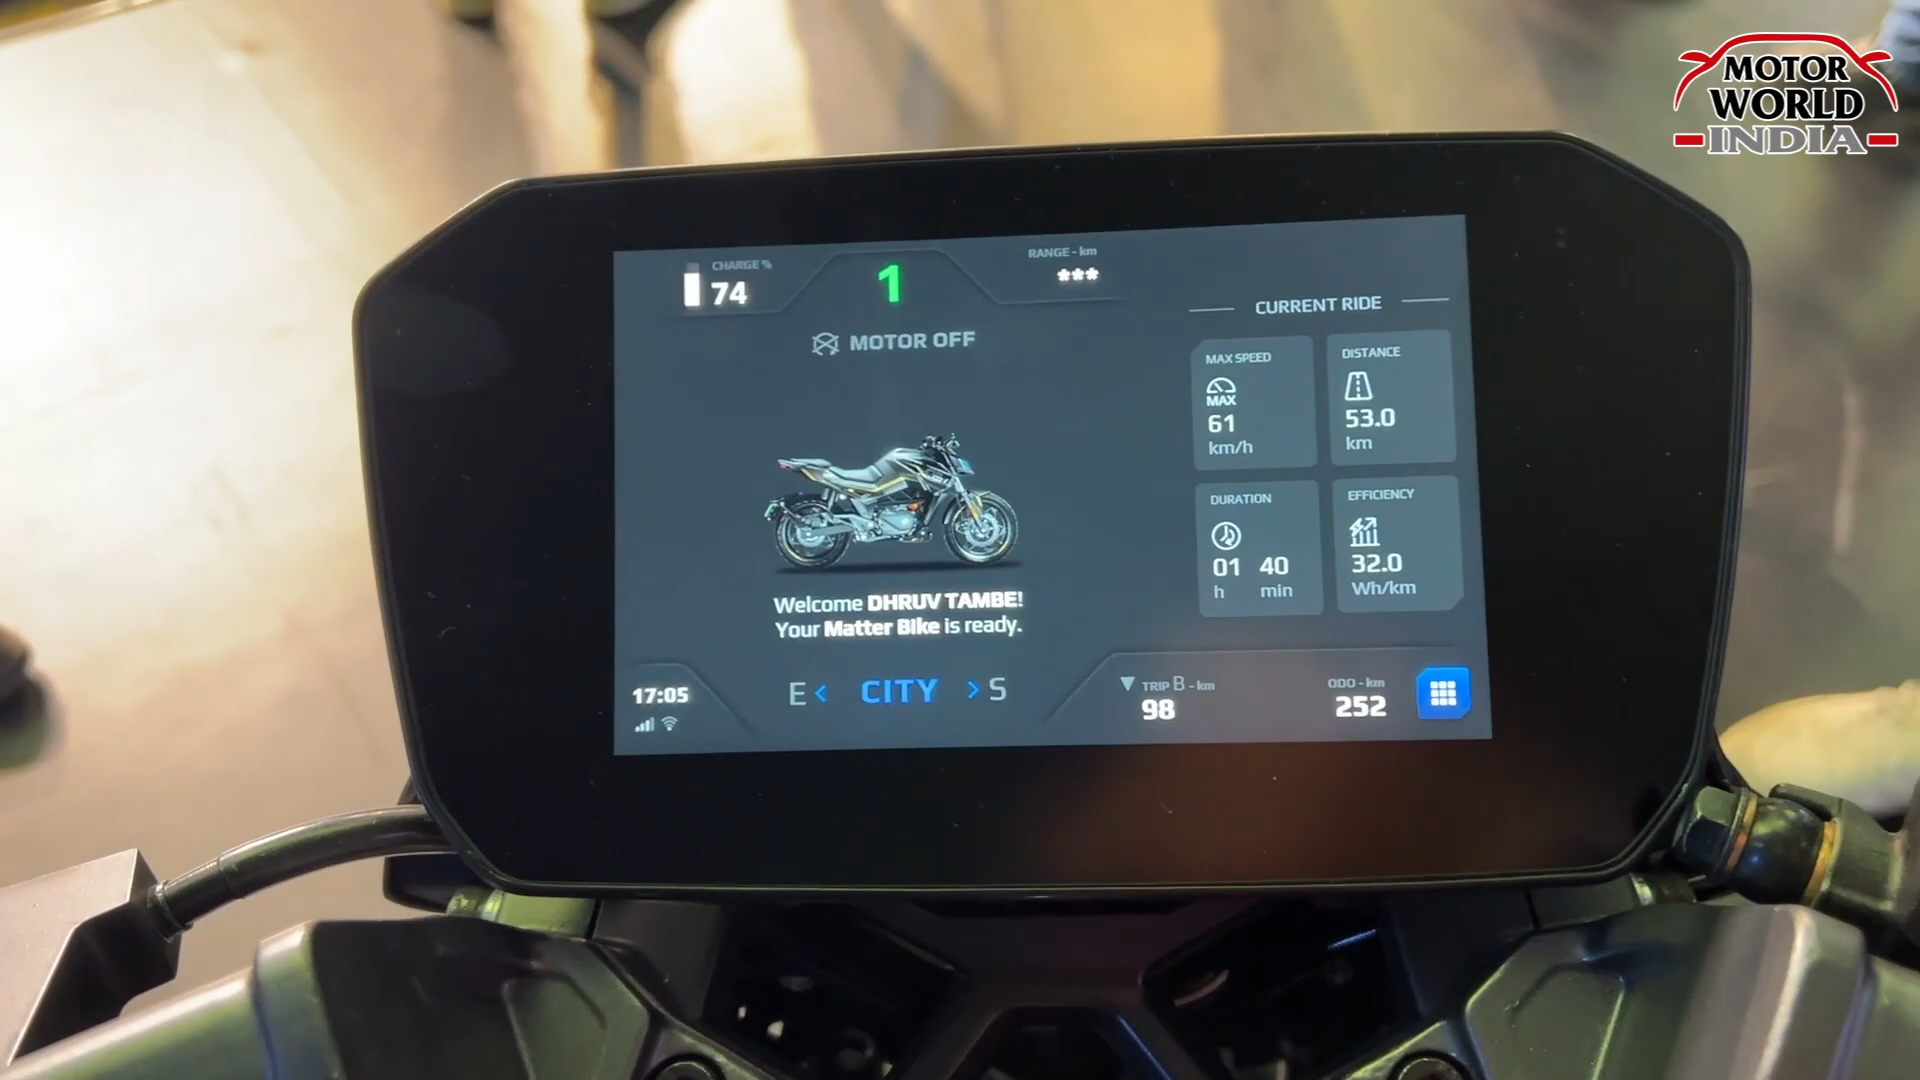 MOTOR
WORLD
INDIA
CHARGE %
74
1
RANGE - km
***
MOTOR OFF
CURRENT RIDE
MAX SPEED
MAX
61
km/h
DISTANCE
53.0
km
DURATION
01 40
h min
EFFICIENCY
32.0
Wh/km
Welcome DHRUV TAMBE!
Your Matter Bike is ready.
17:05
E < CITY > S
TRIP B - km
98
ODO - km
252